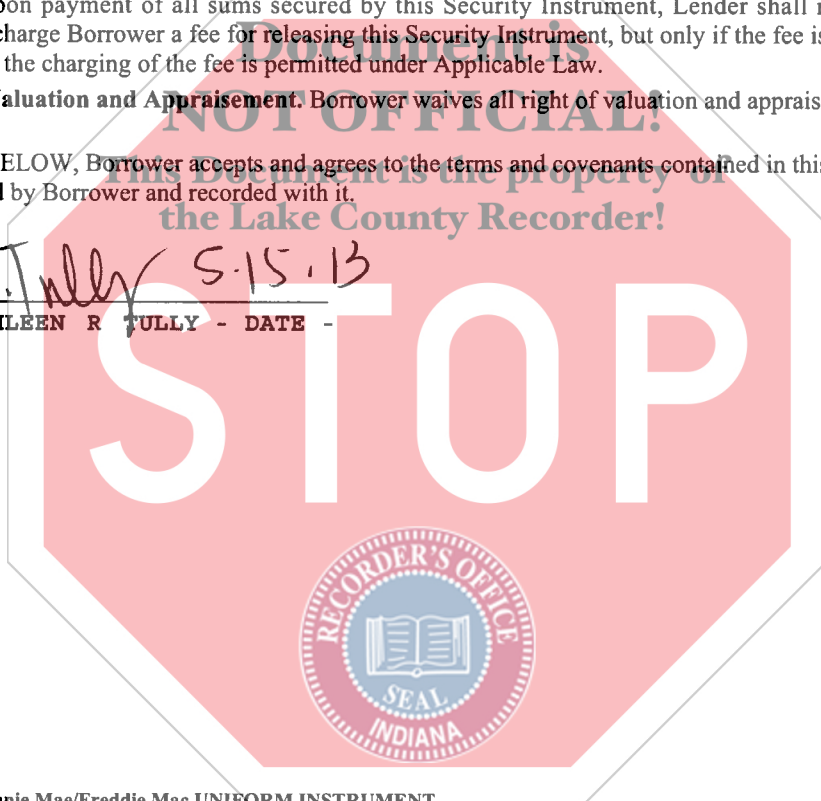 pon payment of all sums secured by this Security Instrument, Lender shall
charge Borrower a fee for releasing this Security Instrument, but only if the fee is
Document is
the charging of the fee is permitted under Applicable Law.
aluation and Appraisement. Borrower waives all right of valuation and apprais
NOT OFFICIAL!
ELOW, Borrower accepts and agrees to the terms and covenants contained in this
This Document is the property of
by Borrower and recorded with it.
the Lake County Recorder!
Tully 5.15.13
ILEEN R TULLY - DATE -
STOP
RECORDER'S OFFICE
SEAL
INDIANA
nie Mae/Freddie Mac UNIFORM INSTRUMENT